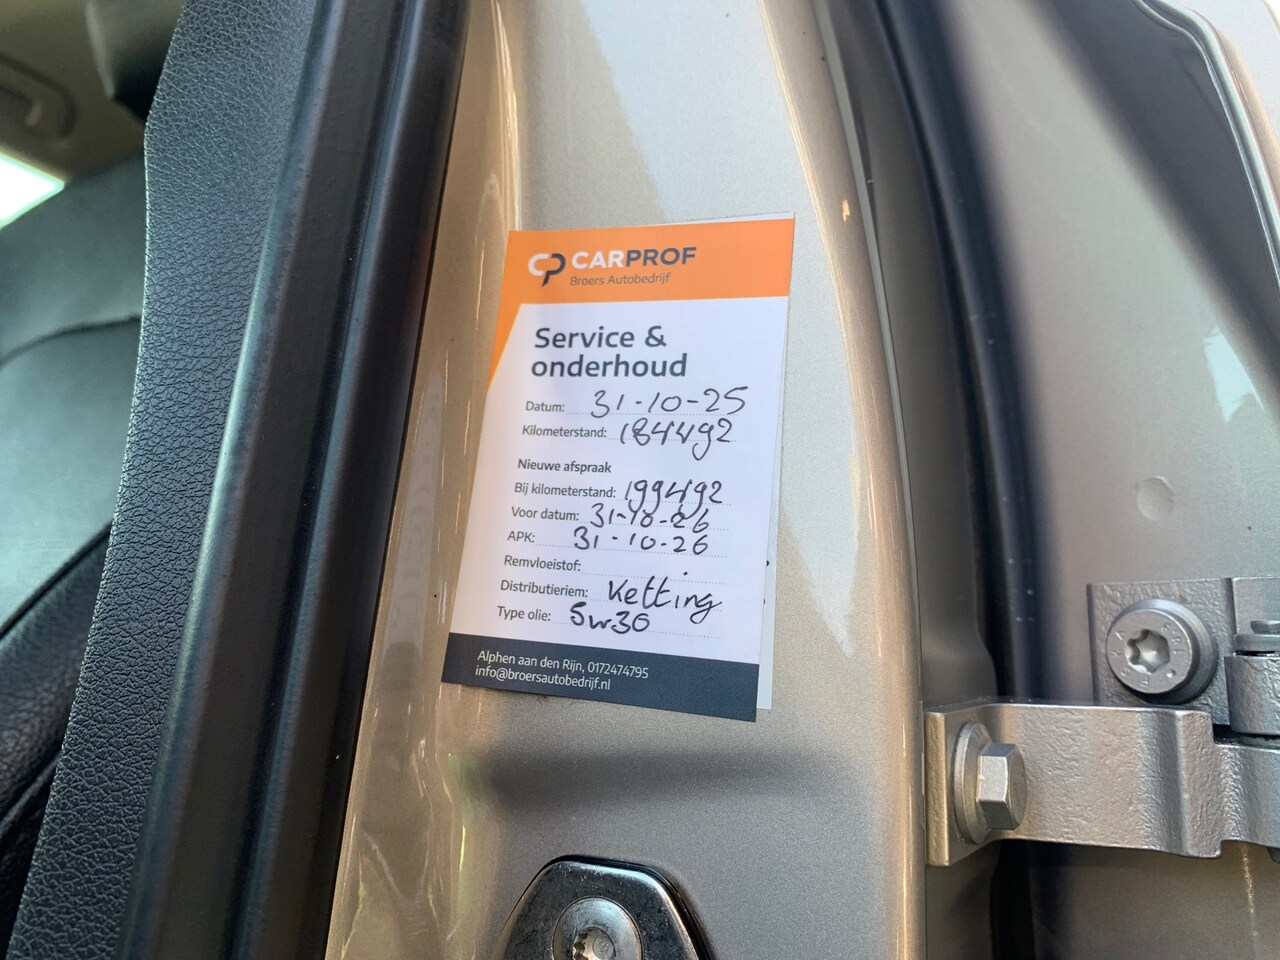 CARPROF
Broers Autobedrijf
Service &
onderhoud
Datum: 31-10-25
Kilometerstand: 184492
Nieuwe afspraak
Bij kilometerstand: 199492
Voor datum: 31-10-26
APK: 31-10-26
Remvloeistof:
Distributieriem: Ketting
Type olie: 5w30
Alphen aan den Rijn, 0172474795
info@broersautobedrijf.nl